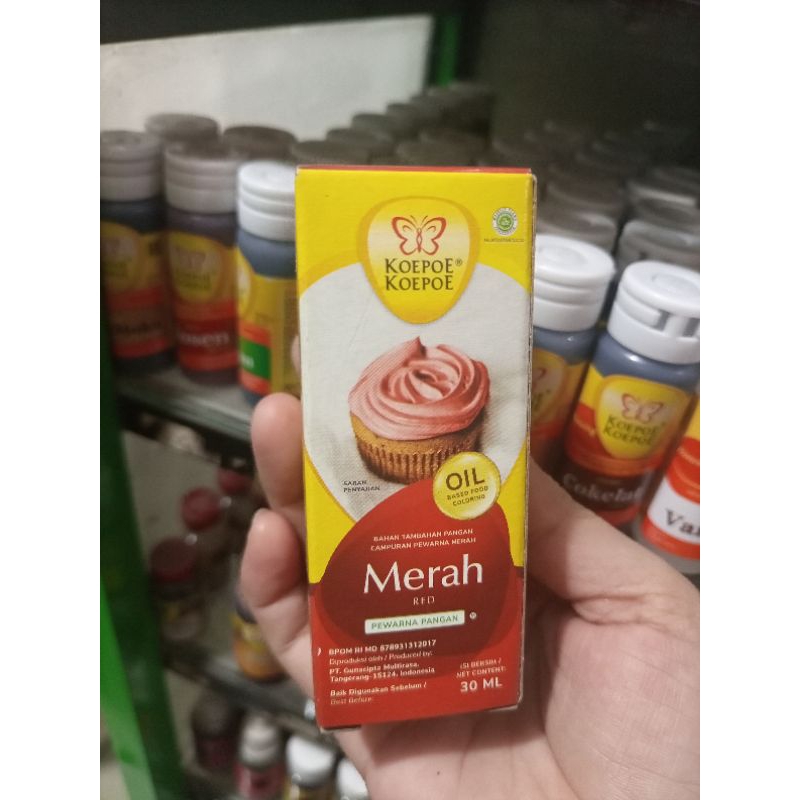 KOEPOE®
KOEPOE
SARAN
PENYAJIAN
OIL
BASED FOOD
COLORING
BAHAN TAMBAHAN PANGAN
CAMPURAN PEWARNA MERAH
Merah
RED
PEWARNA PANGAN
BPOM RI MD 878931312017
Diproduksi oleh / Produced by:
PT. Gunacipta Multirasa,
Tangerang-15124, Indonesia
Baik Digunakan Sebelum /
Best Before:
ISI BERSIH /
NET CONTENT:
30 ML
KOEPOE
KOEPOE
Cokelat